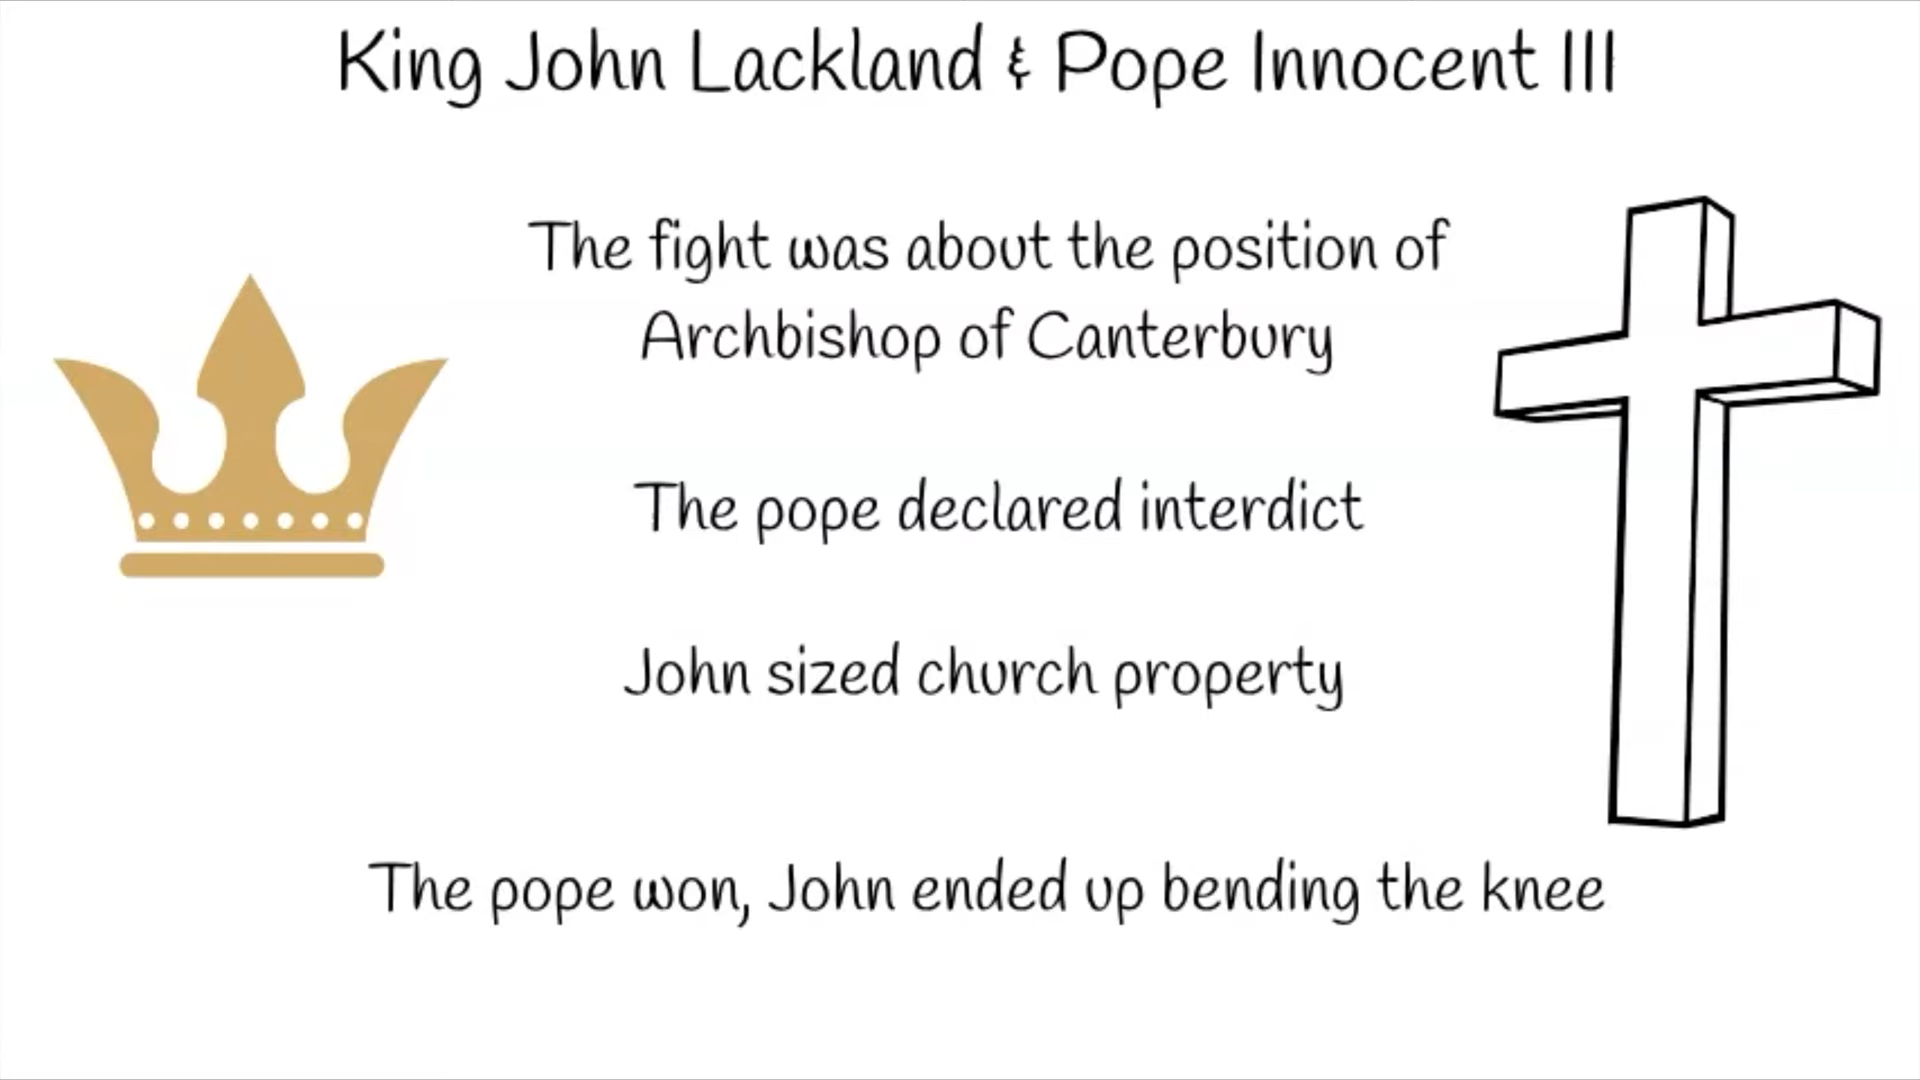 King John Lackland & Pope Innocent III
The fight was about the position of
Archbishop of Canterbury
The pope declared interdict
John sized church property
The pope won, John ended up bending the knee